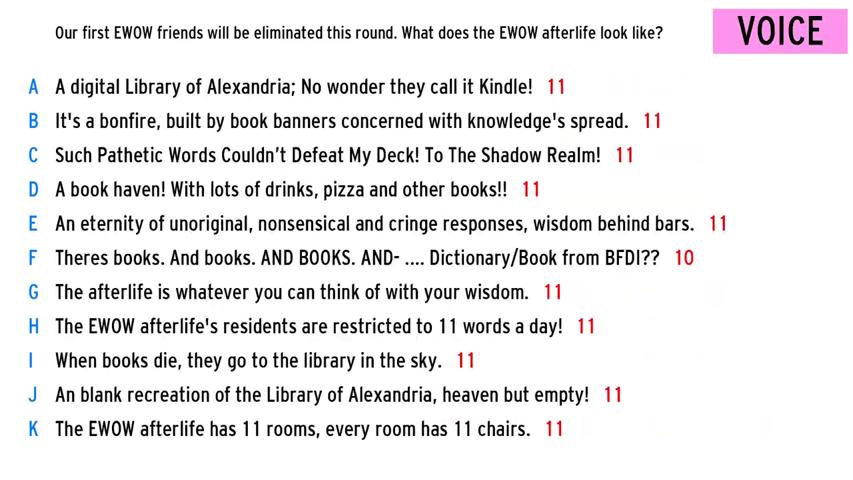 Our first EWOW friends will be eliminated this round. What does the EWOW afterlife look like?
VOICE
A A digital Library of Alexandria; No wonder they call it Kindle! 11
B It's a bonfire, built by book banners concerned with knowledge's spread. 11
C Such Pathetic Words Couldn’t Defeat My Deck! To The Shadow Realm! 11
D A book haven! With lots of drinks, pizza and other books!! 11
E An eternity of unoriginal, nonsensical and cringe responses, wisdom behind bars. 11
F Theres books. And books. AND BOOKS. AND- .... Dictionary/Book from BFDI?? 10
G The afterlife is whatever you can think of with your wisdom. 11
H The EWOW afterlife's residents are restricted to 11 words a day! 11
I When books die, they go to the library in the sky. 11
J An blank recreation of the Library of Alexandria, heaven but empty! 11
K The EWOW afterlife has 11 rooms, every room has 11 chairs. 11